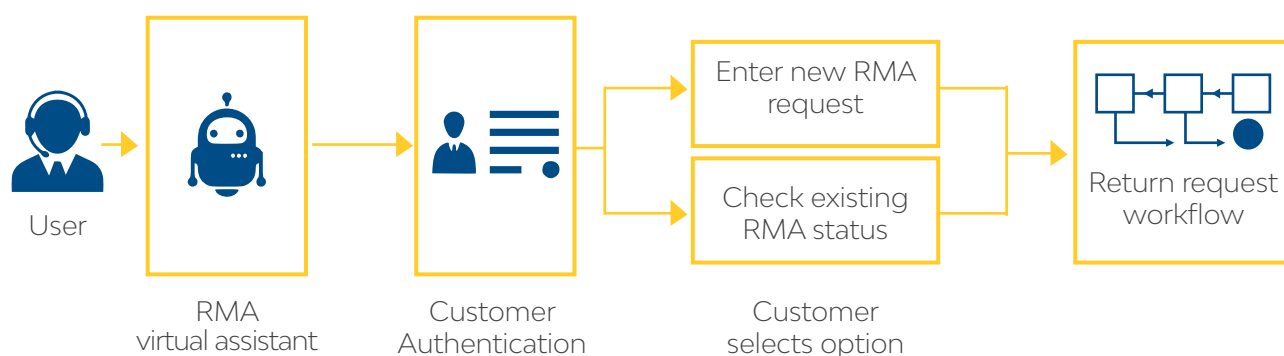 User
RMA
virtual assistant
Customer
Authentication
Enter new RMA
request
Check existing
RMA status
Customer
selects option
Return request
workflow